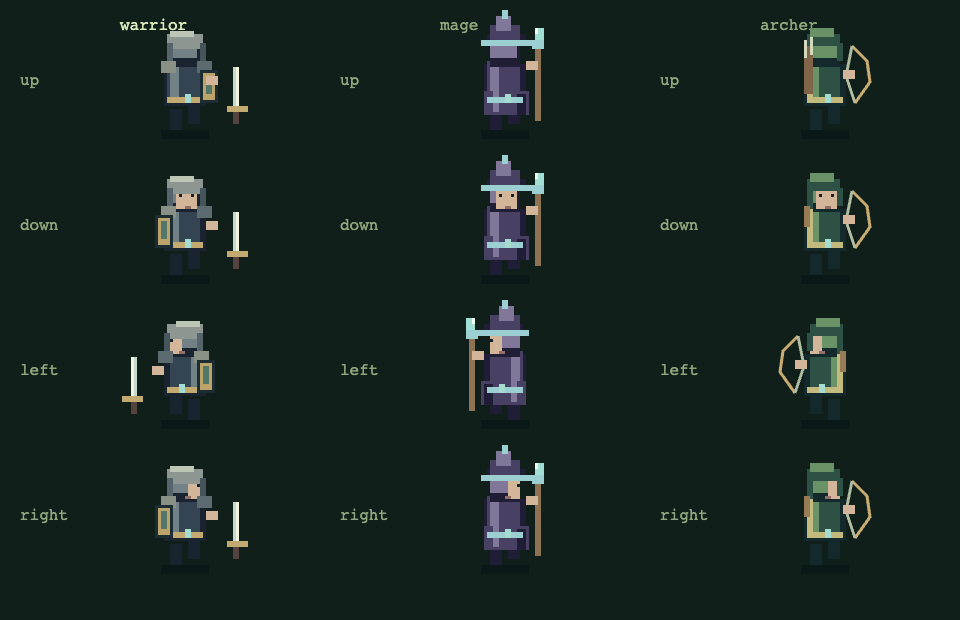 warrior mage archer
up up up
down down down
left left left
right right right